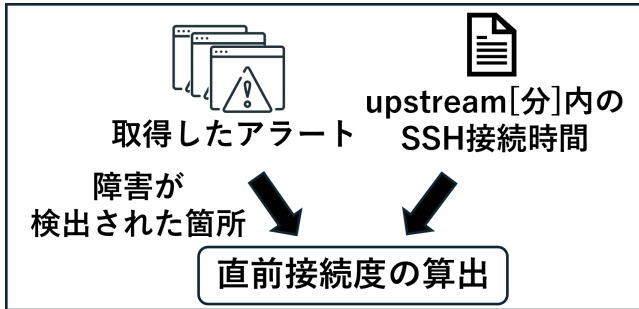 取得したアラート
upstream[分]内の
SSH接続時間
障害が
検出された箇所
直前接続度の算出